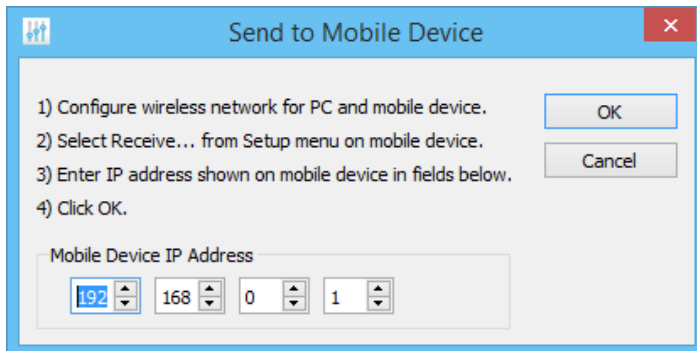 Send to Mobile Device
1) Configure wireless network for PC and mobile device.
2) Select Receive... from Setup menu on mobile device.
3) Enter IP address shown on mobile device in fields below.
4) Click OK.
OK
Cancel
Mobile Device IP Address
192 168 0 1